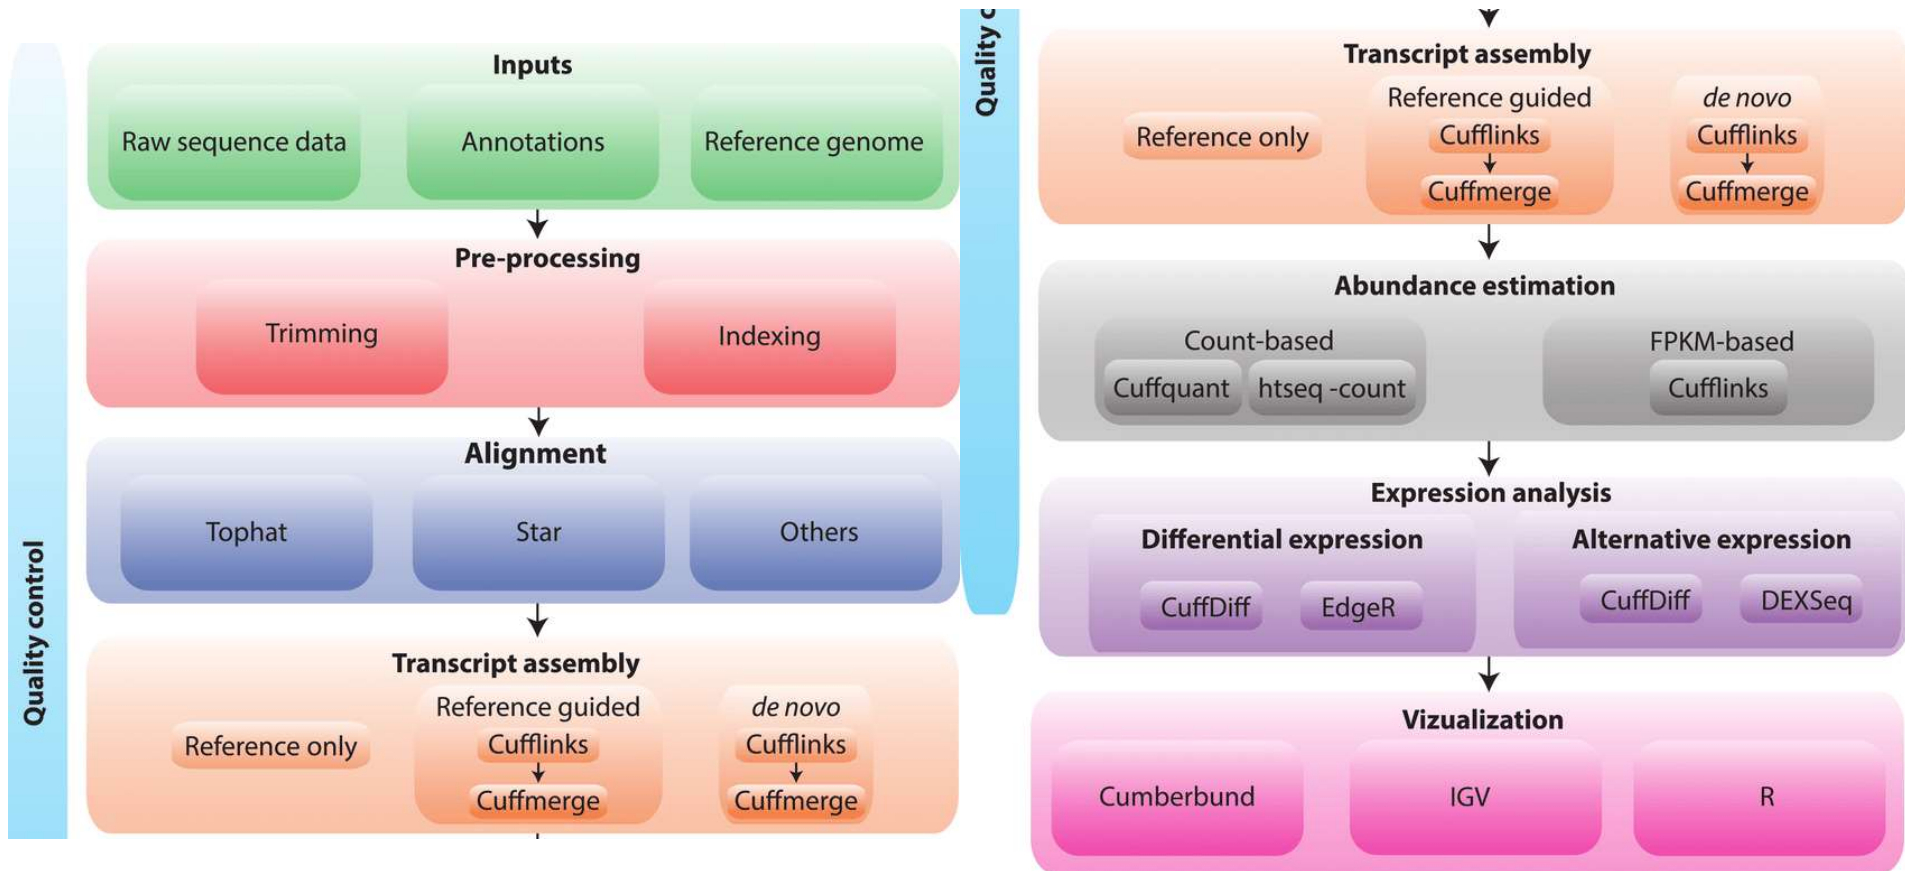 Quality control
Inputs
Raw sequence data
Annotations
Reference genome
Pre-processing
Trimming
Indexing
Alignment
Tophat
Star
Others
Transcript assembly
Reference only
Reference guided
Cufflinks
Cuffmerge
de novo
Cufflinks
Cuffmerge
Quality c
Transcript assembly
Reference only
Reference guided
Cufflinks
Cuffmerge
de novo
Cufflinks
Cuffmerge
Abundance estimation
Count-based
Cuffquant
htseq -count
FPKM-based
Cufflinks
Expression analysis
Differential expression
CuffDiff
EdgeR
Alternative expression
CuffDiff
DEXSeq
Vizualization
Cumberbund
IGV
R